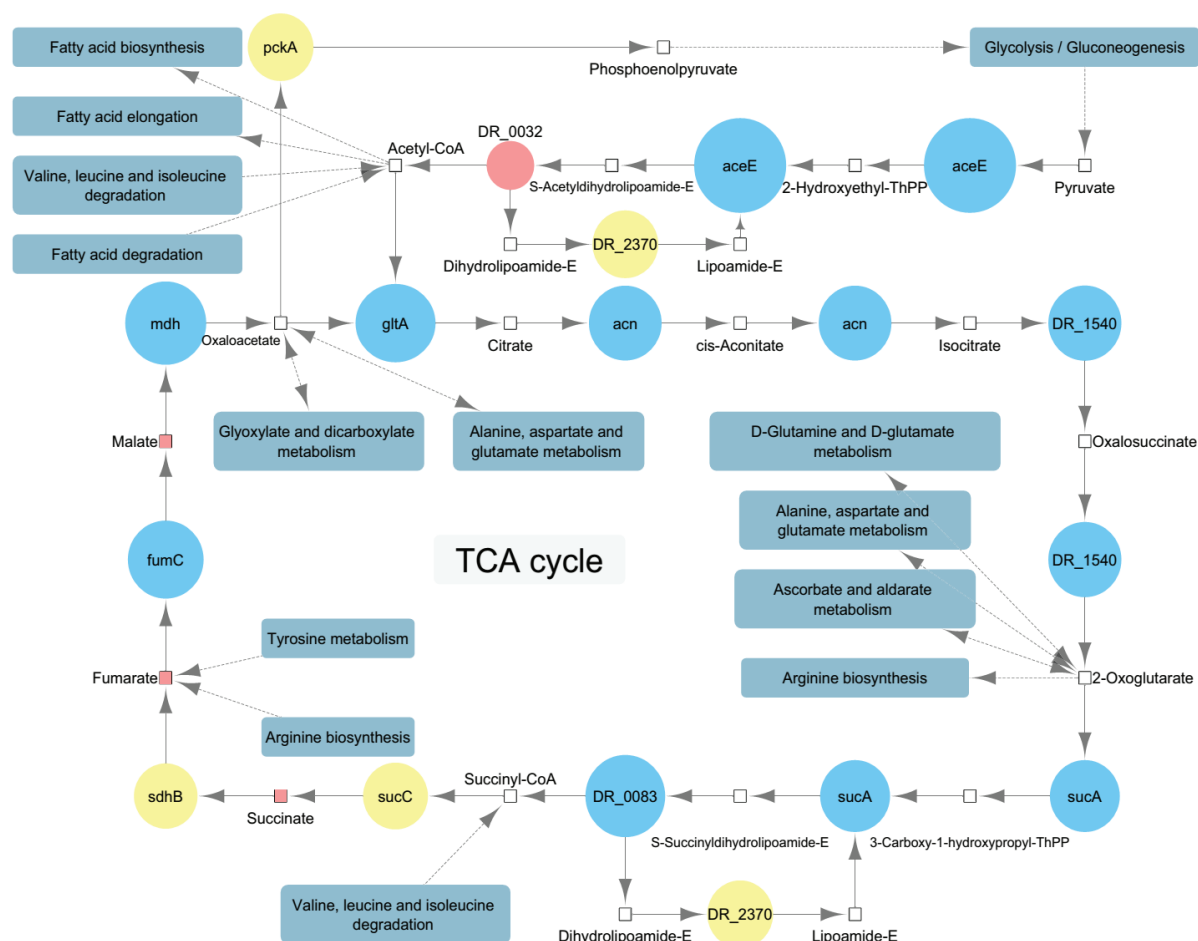 Fatty acid biosynthesis
pckA
Phosphoenolpyruvate
Glycolysis / Gluconeogenesis
Fatty acid elongation
DR_0032
Acetyl-CoA
Valine, leucine and isoleucine
degradation
S-Acetyldihydrolipoamide-E
aceE
2-Hydroxyethyl-ThPP
aceE
Pyruvate
Fatty acid degradation
Dihydrolipoamide-E
DR_2370
Lipoamide-E
mdh
Oxaloacetate
gltA
Citrate
acn
cis-Aconitate
acn
Isocitrate
DR_1540
Malate
Glyoxylate and dicarboxylate
metabolism
Alanine, aspartate and
glutamate metabolism
D-Glutamine and D-glutamate
metabolism
Oxalosuccinate
Alanine, aspartate and
glutamate metabolism
fumC
TCA cycle
DR_1540
Ascorbate and aldarate
metabolism
Tyrosine metabolism
Fumarate
Arginine biosynthesis
2-Oxoglutarate
Arginine biosynthesis
sdhB
Succinate
sucC
Succinyl-CoA
DR_0083
S-Succinyldihydrolipoamide-E
sucA
3-Carboxy-1-hydroxypropyl-ThPP
sucA
Valine, leucine and isoleucine
degradation
Dihydrolipoamide-E
DR_2370
Lipoamide-E